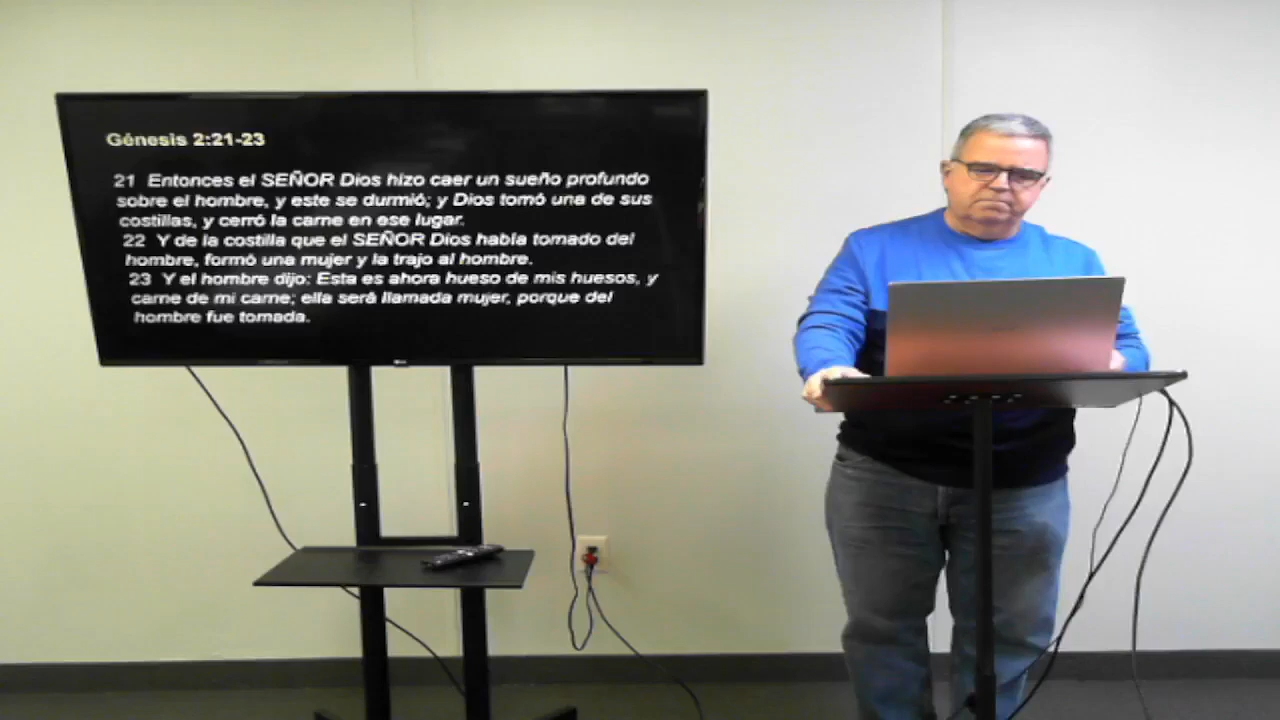 Génesis 2:21-23
21 Entonces el SEÑOR Dios hizo caer un sueño profundo
sobre el hombre, y este se durmió; y Dios tomó una de sus
costillas, y cerró la carne en ese lugar.
22 Y de la costilla que el SEÑOR Dios había tomado del
hombre, formó una mujer y la trajo al hombre.
23 Y el hombre dijo: Esta es ahora hueso de mis huesos, y
carne de mi carne; ella será llamada mujer, porque del
hombre fue tomada.